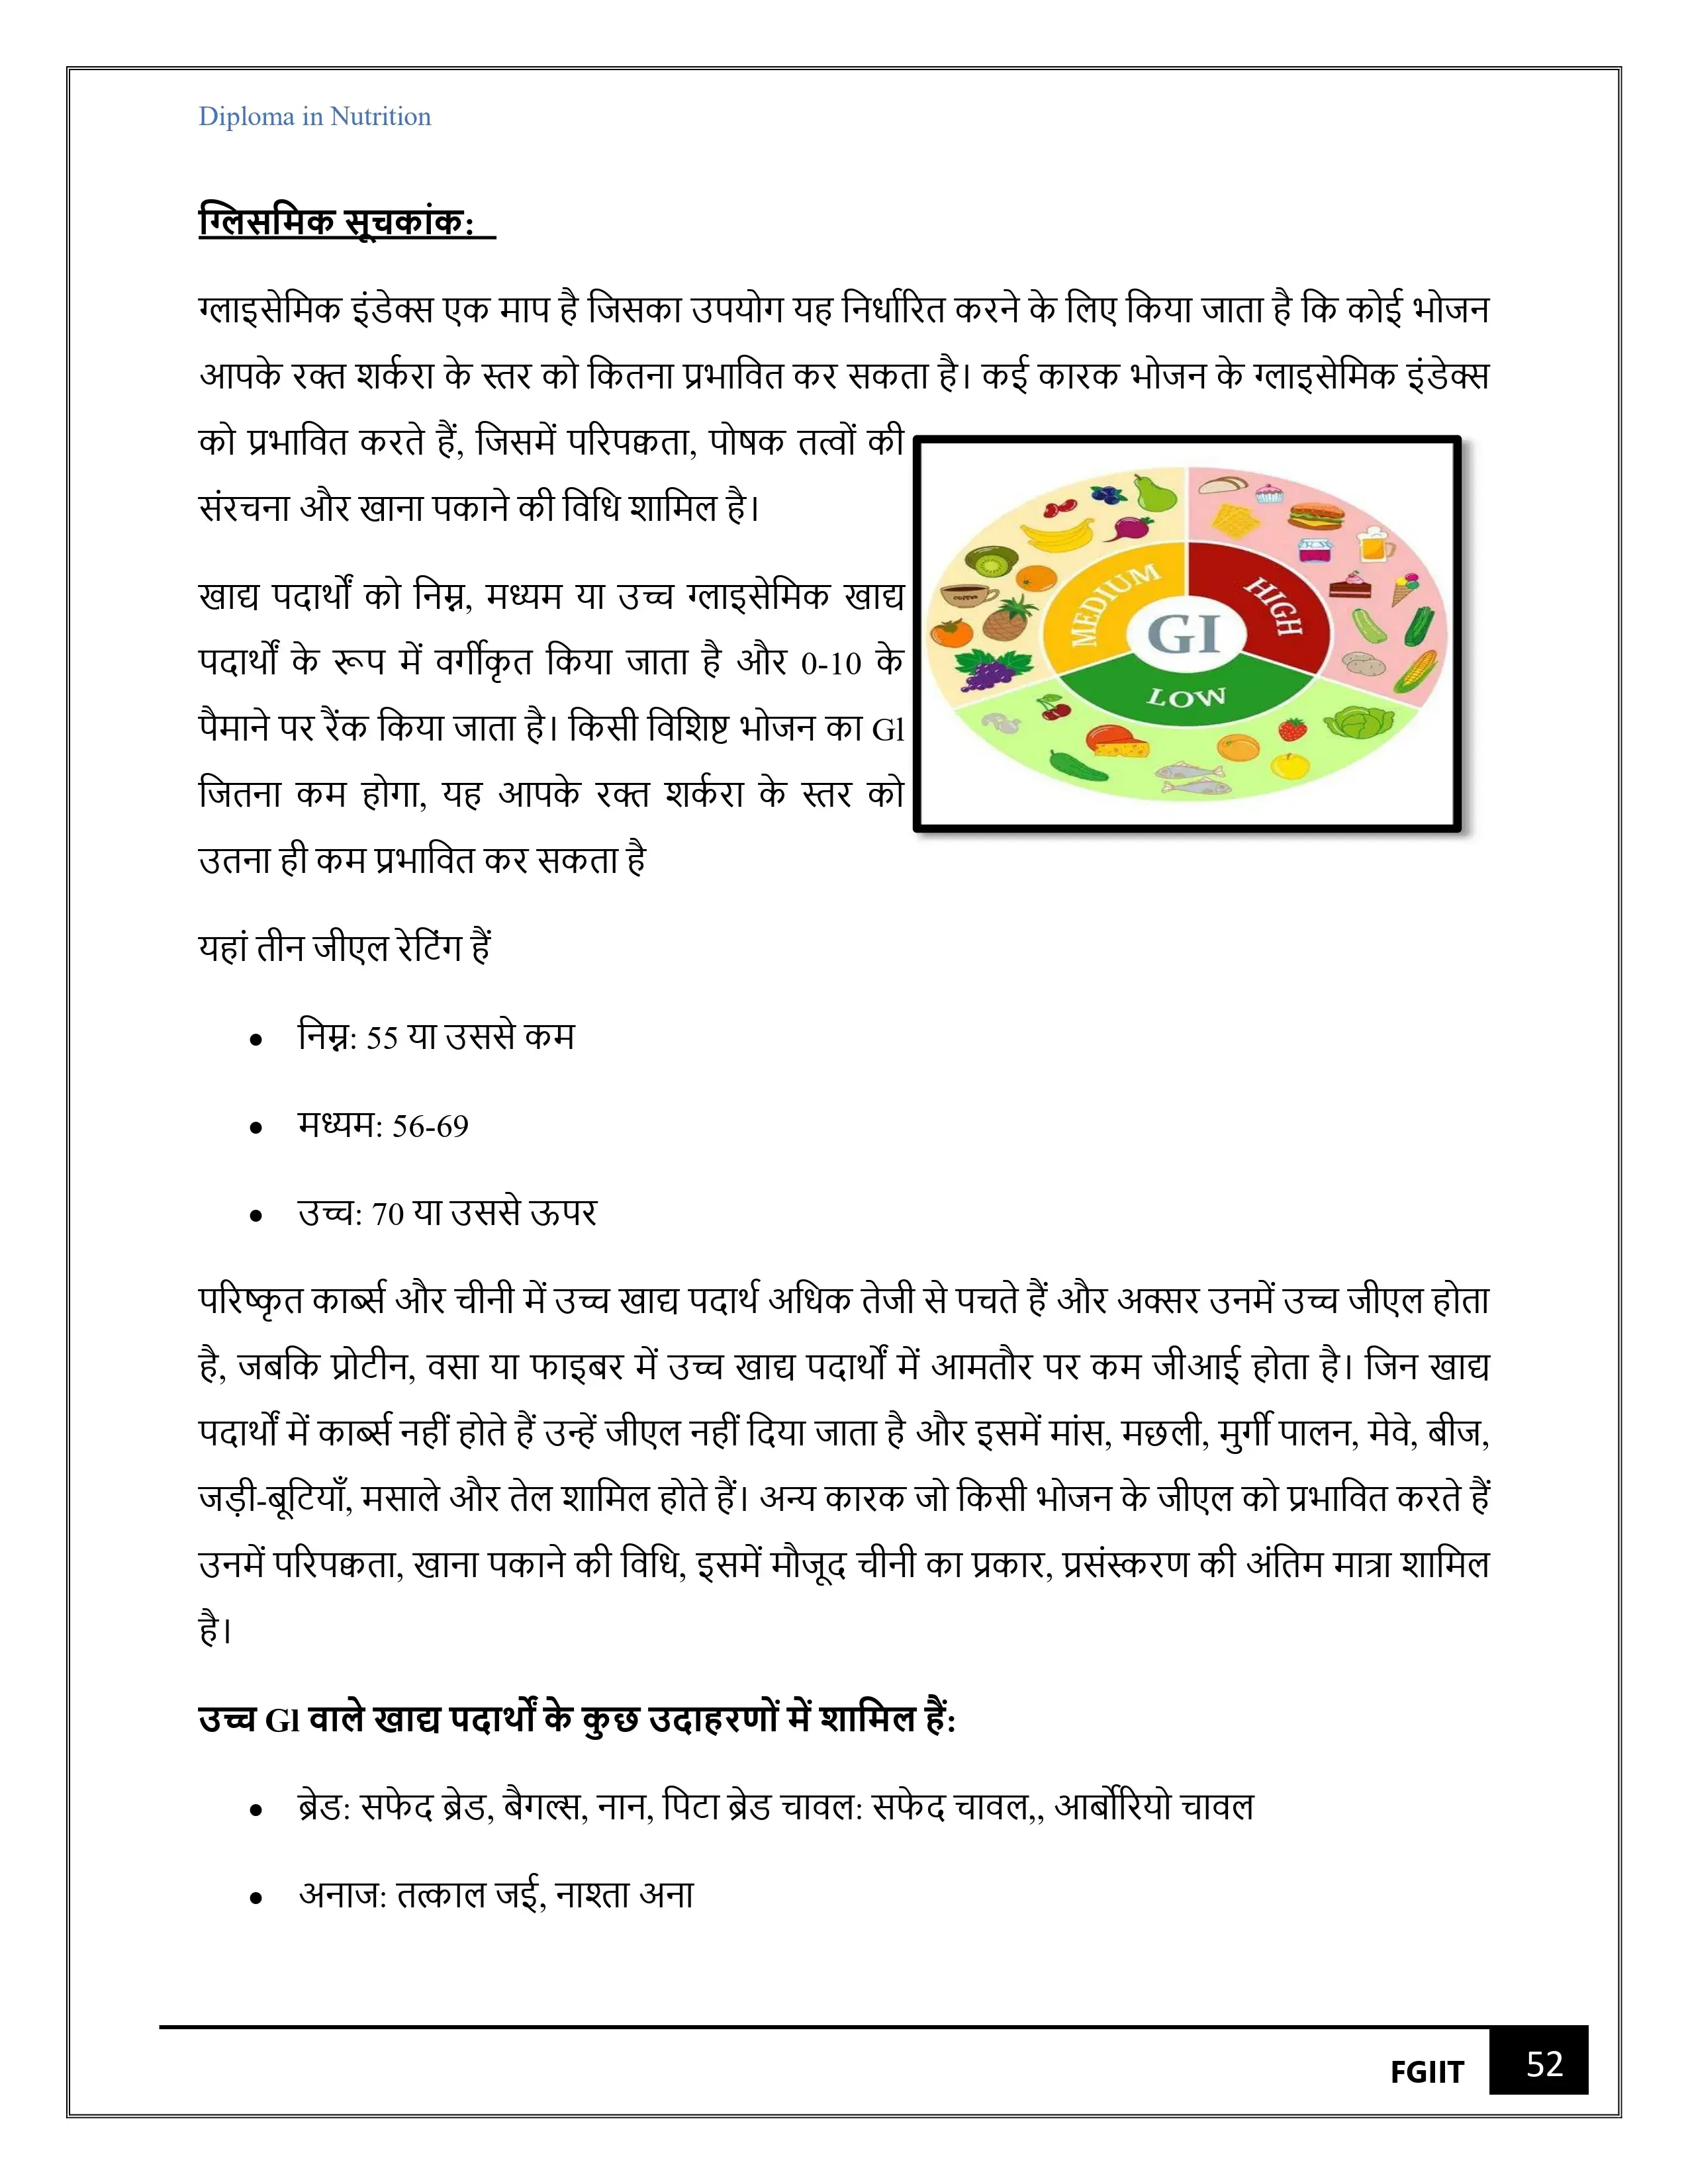 Diploma in Nutrition
ग्लिसमिक सूचकांक:
ग्लाइसेमिक इंडेक्स एक माप है जिसका उपयोग यह निर्धारित करने के लिए किया जाता है कि कोई भोजन
आपके रक्त शर्करा के स्तर को कितना प्रभावित कर सकता है। कई कारक भोजन के ग्लाइसेमिक इंडेक्स
को प्रभावित करते हैं, जिसमें परिपक्वता, पोषक तत्वों की
संरचना और खाना पकाने की विधि शामिल है।
खाद्य पदार्थों को निम्न, मध्यम या उच्च ग्लाइसेमिक खाद्य
पदार्थों के रूप में वर्गीकृत किया जाता है और 0-10 के
पैमाने पर रैंक किया जाता है। किसी विशिष्ट भोजन का Gl
जितना कम होगा, यह आपके रक्त शर्करा के स्तर को
उतना ही कम प्रभावित कर सकता है
MEDIUM
HIGH
GI
LOW
COFFEE
यहां तीन जीएल रेटिंग हैं
• निम्न: 55 या उससे कम
• मध्यम: 56-69
• उच्च: 70 या उससे ऊपर
परिष्कृत कार्ब्स और चीनी में उच्च खाद्य पदार्थ अधिक तेजी से पचते हैं और अक्सर उनमें उच्च जीएल होता
है, जबकि प्रोटीन, वसा या फाइबर में उच्च खाद्य पदार्थों में आमतौर पर कम जीआई होता है। जिन खाद्य
पदार्थों में कार्ब्स नहीं होते हैं उन्हें जीएल नहीं दिया जाता है और इसमें मांस, मछली, मुर्गी पालन, मेवे, बीज,
जड़ी-बूटियाँ, मसाले और तेल शामिल होते हैं। अन्य कारक जो किसी भोजन के जीएल को प्रभावित करते हैं
उनमें परिपक्वता, खाना पकाने की विधि, इसमें मौजूद चीनी का प्रकार, प्रसंस्करण की अंतिम मात्रा शामिल
है।
उच्च Gl वाले खाद्य पदार्थों के कुछ उदाहरणों में शामिल हैं:
• ब्रेड: सफेद ब्रेड, बैगल्स, नान, पिटा ब्रेड चावल: सफेद चावल,, आर्बोरियो चावल
• अनाज: तत्काल जई, नाश्ता अना
FGIIT 52